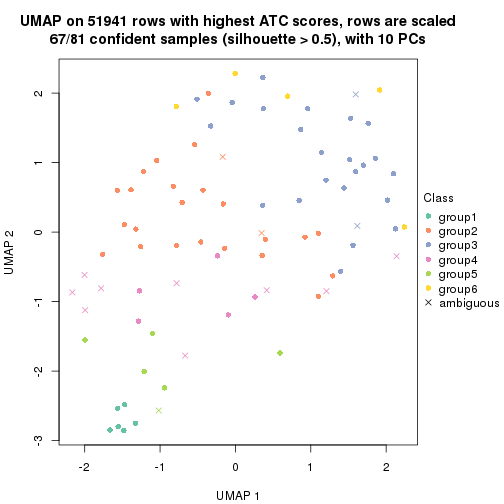 UMAP on 51941 rows with highest ATC scores, rows are scaled
67/81 confident samples (silhouette > 0.5), with 10 PCs
2
1
0
-1
-2
-3
UMAP 2
-2
-1
0
1
2
UMAP 1
Class
group1
group2
group3
group4
group5
group6
ambiguous